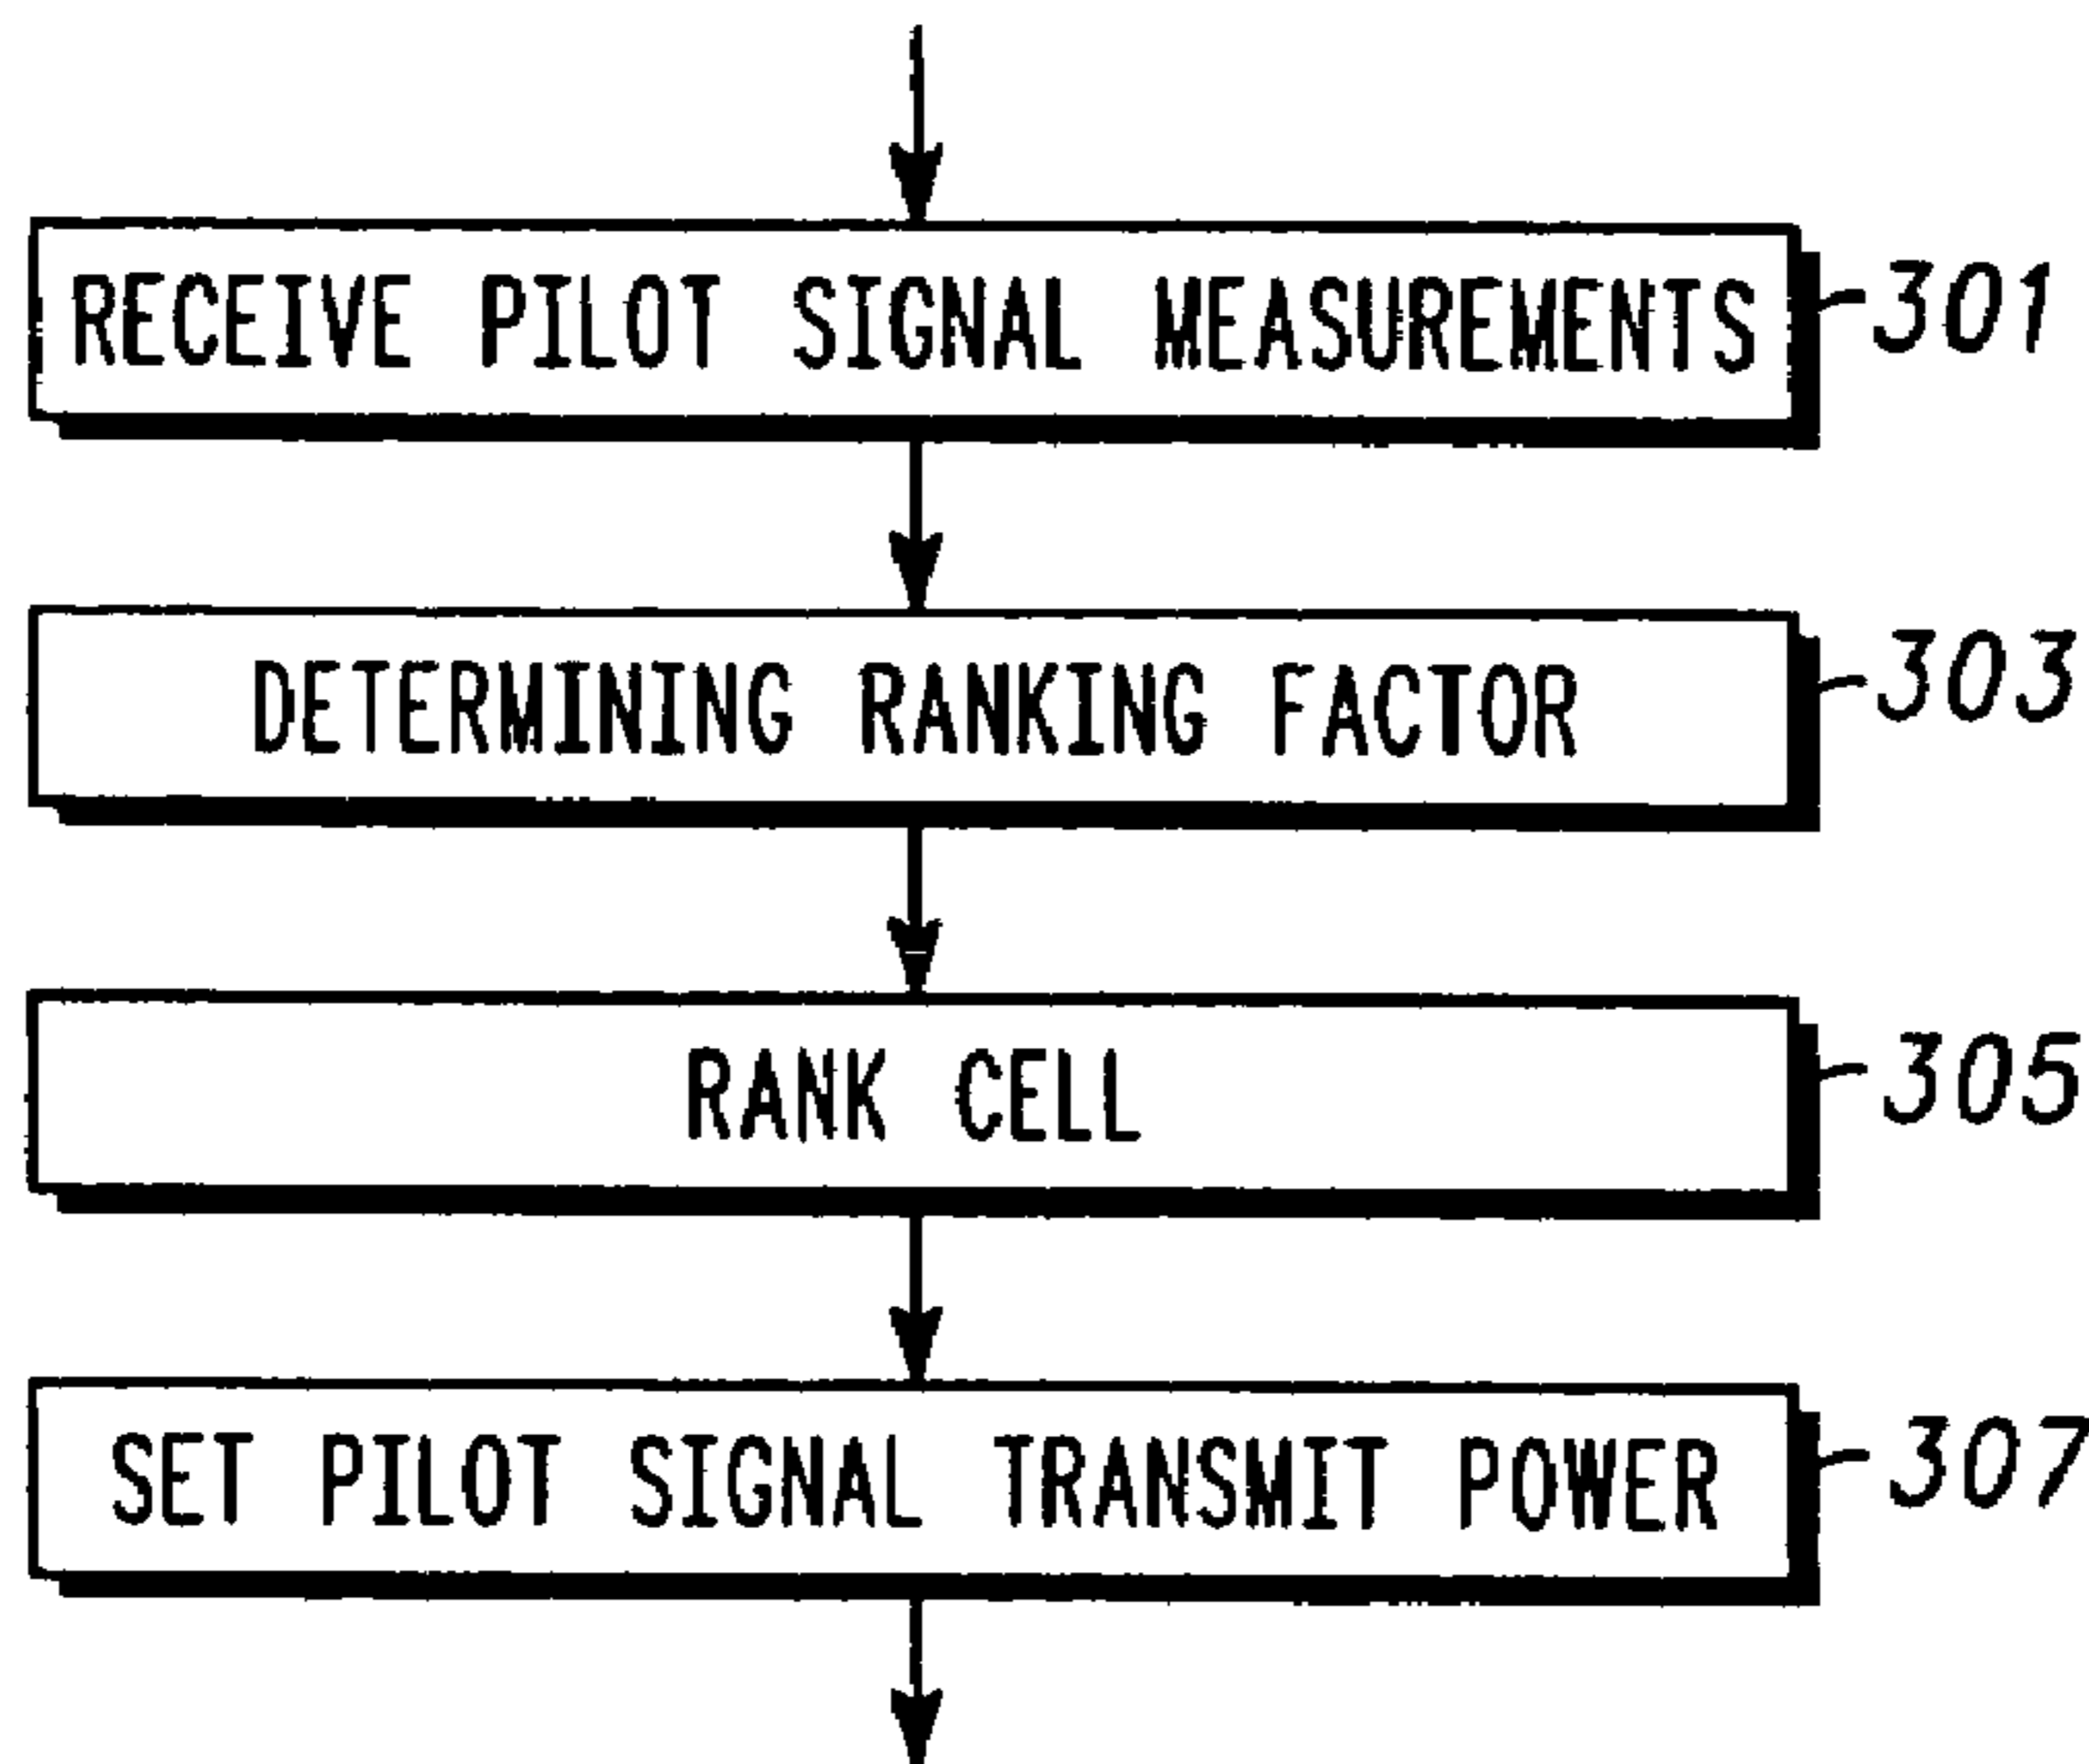 RECEIVE PILOT SIGNAL MEASUREMENTS 301
DETERMINING RANKING FACTOR 303
RANK CELL 305
SET PILOT SIGNAL TRANSMIT POWER 307